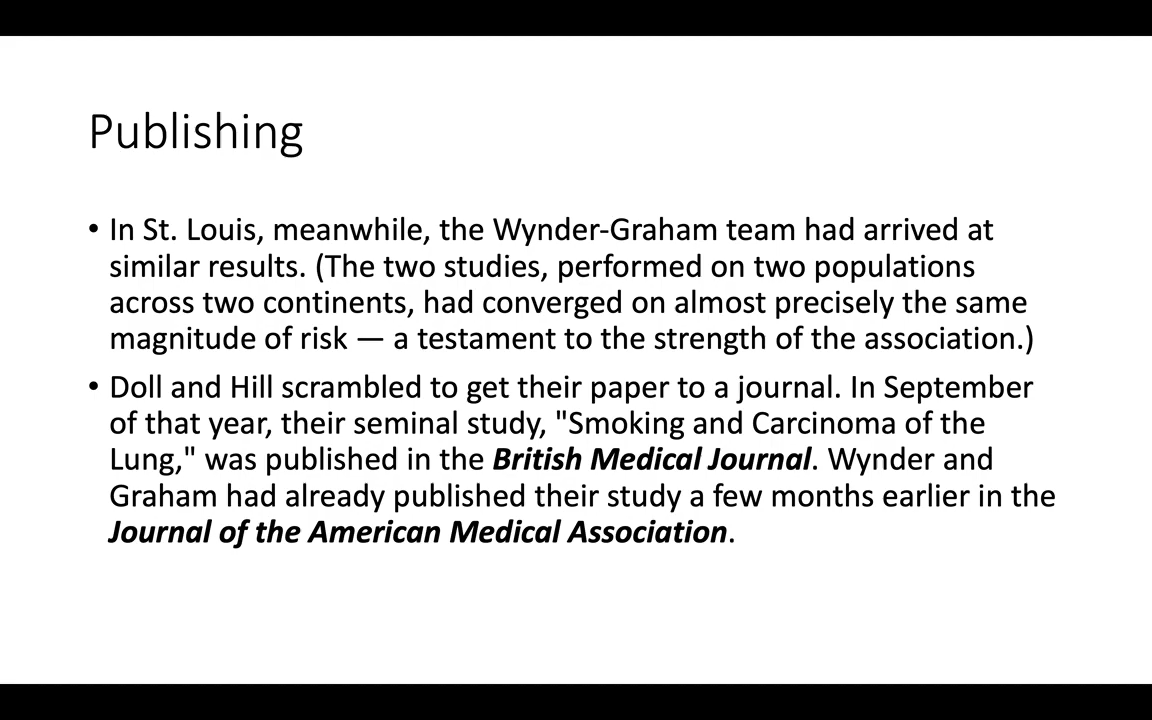 Publishing
• In St. Louis, meanwhile, the Wynder-Graham team had arrived at
similar results. (The two studies, performed on two populations
across two continents, had converged on almost precisely the same
magnitude of risk — a testament to the strength of the association.)
• Doll and Hill scrambled to get their paper to a journal. In September
of that year, their seminal study, "Smoking and Carcinoma of the
Lung," was published in the British Medical Journal. Wynder and
Graham had already published their study a few months earlier in the
Journal of the American Medical Association.